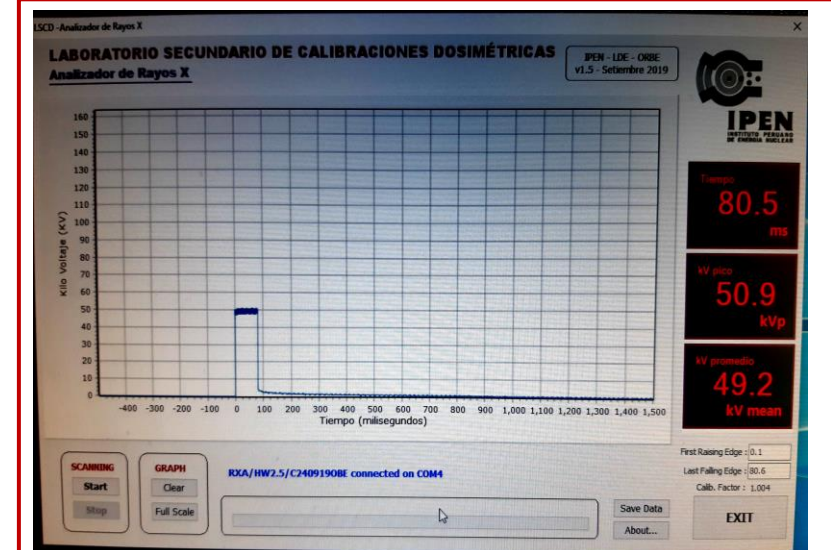 LSCD -Analizador de Rayos X
LABORATORIO SECUNDARIO DE CALIBRACIONES DOSIMÉTRICAS
Analizador de Rayos X
IPEN - LDE - ORBE
v1.5 - Setiembre 2019
IPEN
INSTITUTO PERUANO
DE ENERGIA NUCLEAR
160
150
140
130
120
110
100
90
80
70
60
50
40
30
20
10
0
Kilo Voltaje (KV)
-400 -300 -200 -100 0 100 200 300 400 500 600 700 800 900 1,000 1,100 1,200 1,300 1,400 1,500
Tiempo (milisegundos)
Tiempo
80.5
ms
kV pico
50.9
kVp
kV promedio
49.2
kV mean
First Raising Edge : 0.1
Last Falling Edge : 80.6
Calib. Factor : 1.004
SCANNING
Start
Stop
GRAPH
Clear
Full Scale
RXA/HW2.5/C240919OBE connected on COM4
Save Data
About...
EXIT